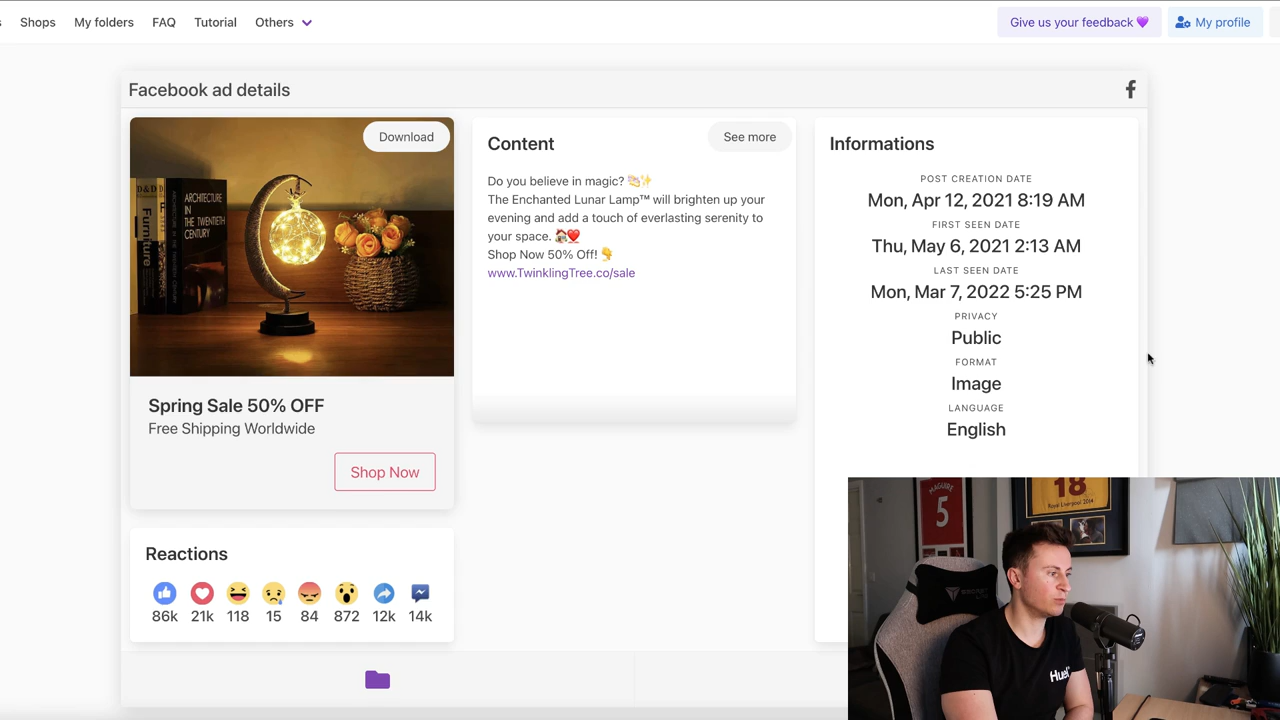 Shops My folders FAQ Tutorial Others Give us your feedback 💜 My profile
Facebook ad details
Download
D&D
Furniture
ARCHITECTURE
IN THE TWENTIETH
CENTURY
Spring Sale 50% OFF
Free Shipping Worldwide
Shop Now
Reactions
86k 21k 118 15 84 872 12k 14k
Content
See more
Do you believe in magic?
The Enchanted Lunar Lamp™ will brighten up your
evening and add a touch of everlasting serenity to
your space. 🏠❤️
Shop Now 50% Off! 👇
www.TwinklingTree.co/sale
Informations
POST CREATION DATE
Mon, Apr 12, 2021 8:19 AM
FIRST SEEN DATE
Thu, May 6, 2021 2:13 AM
LAST SEEN DATE
Mon, Mar 7, 2022 5:25 PM
PRIVACY
Public
FORMAT
Image
LANGUAGE
English
MAGUIRE
5
18
Huel